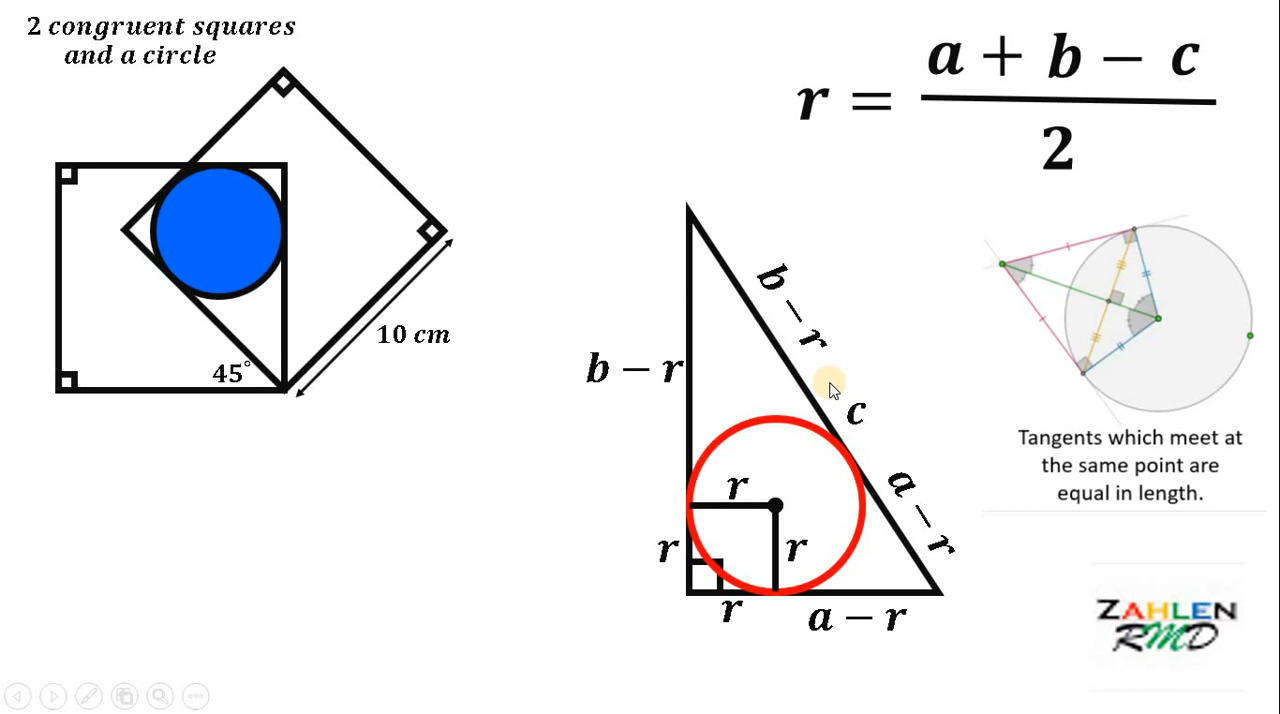 2 congruent squares
and a circle
10 cm
45°
r = a + b − c
2
b − r
b − r
c
a − r
r
r
r
r
a − r
Tangents which meet at
the same point are
equal in length.
ZAHLEN
RMD